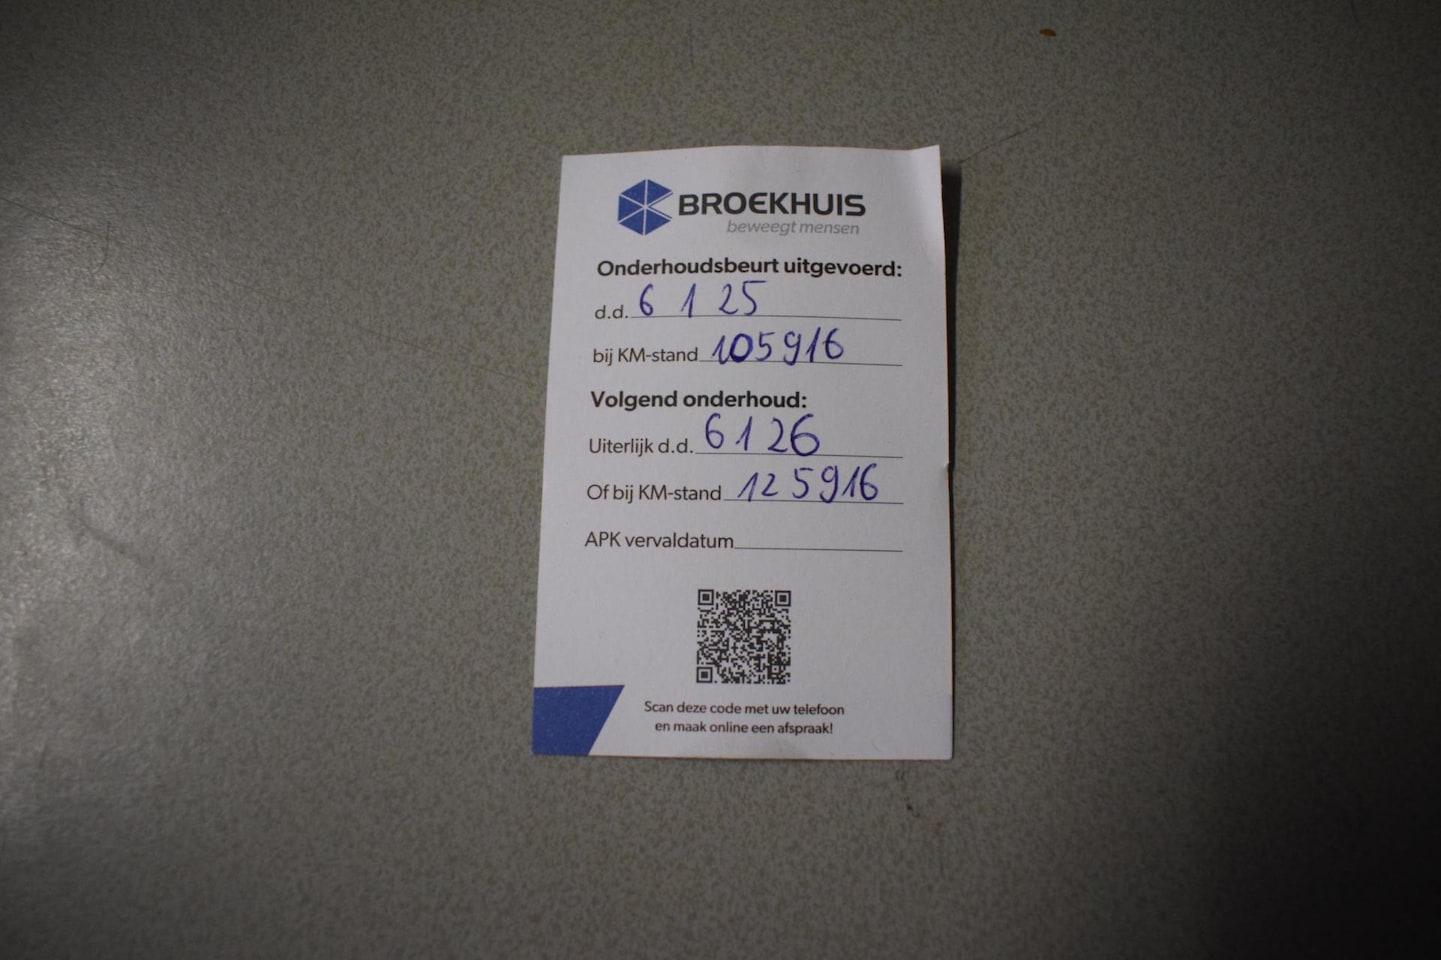 BROEKHUIS
beweegt mensen
Onderhoudsbeurt uitgevoerd:
d.d. 6 1 25
bij KM-stand 105916
Volgend onderhoud:
Uiterlijk d.d. 6 1 26
Of bij KM-stand 125916
APK vervaldatum
Scan deze code met uw telefoon
en maak online een afspraak!